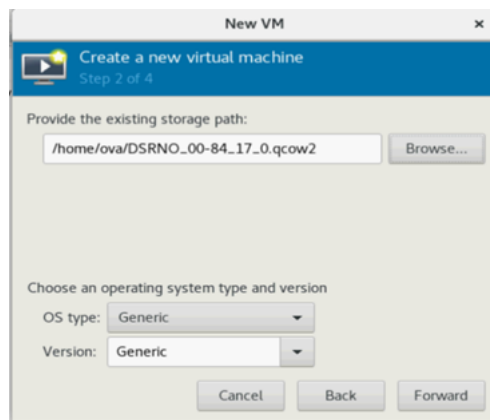 New VM
×
Create a new virtual machine
Step 2 of 4
Provide the existing storage path:
/home/ova/DSRNO_00-84_17_0.qcow2 Browse...
Choose an operating system type and version
OS type: Generic
Version: Generic
Cancel Back Forward